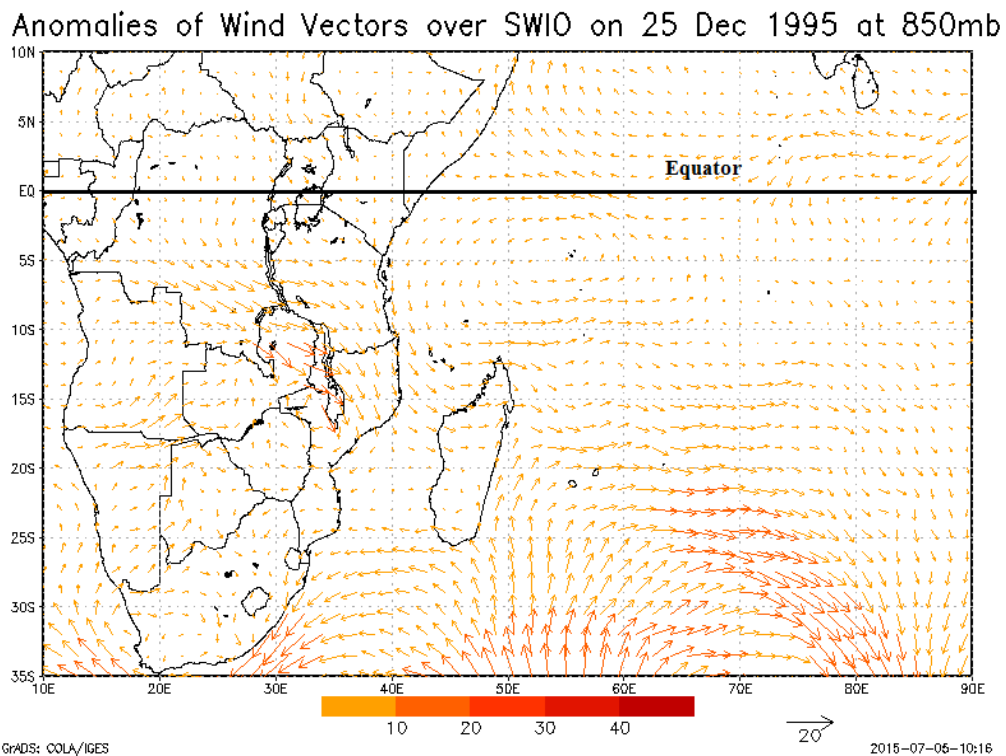 Anomalies of Wind Vectors over SWIO on 25 Dec 1995 at 850mb
10N
5N
Equator
EQ
5S
10S
15S
20S
25S
30S
35S
10E 20E 30E 40E 50E 60E 70E 80E 90E
10 20 30 40
20
GrADS: COLA/IGES 2015-07-05-10:16